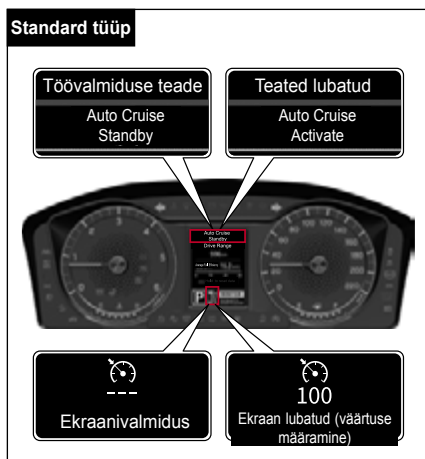 Standard tüüp
Töövalmiduse teade
Auto Cruise
Standby
Teated lubatud
Auto Cruise
Activate
Auto Cruise
Standby
Drive Range
P
---
Ekraanivalmidus
100
Ekraan lubatud (väärtuse
määramine)